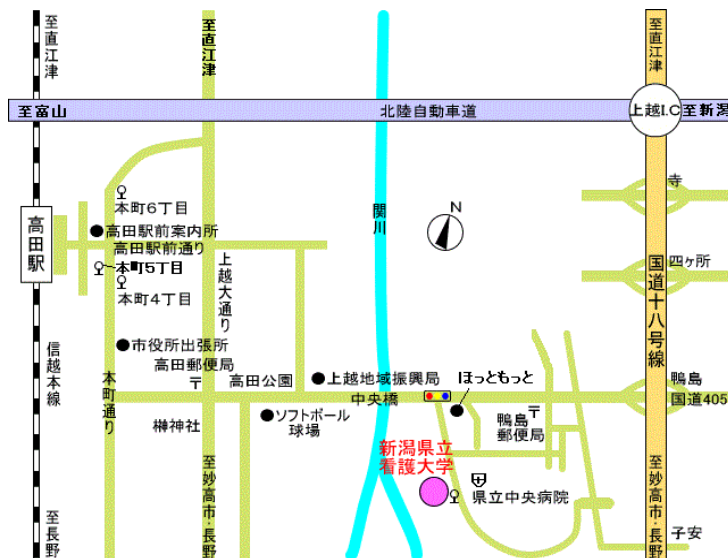 至直江津
至直江津
至直江津
至富山
北陸自動車道
上越I.C
至新潟
寺
本町6丁目
関川
N
高田駅
高田駅前案内所
高田駅前通り
本町5丁目
本町4丁目
上越大通り
四ヶ所
国道十八号線
市役所出張所
高田郵便局
〒
信越本線
本町通り
高田公園
上越地域振興局
中央橋
ほっともっと
鴨島
国道405
榊神社
ソフトボール
球場
鴨島〒
郵便局
新潟県立
看護大学
県立中央病院
至妙高市・長野
至妙高市・長野
至長野
子安